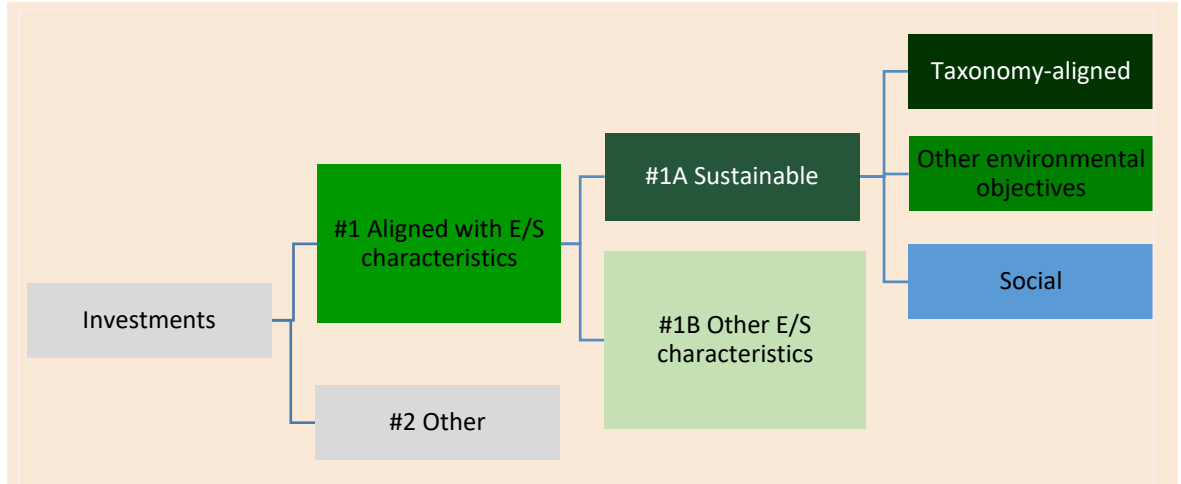 Investments
#1 Aligned with E/S
characteristics
#2 Other
#1A Sustainable
#1B Other E/S
characteristics
Taxonomy-aligned
Other environmental
objectives
Social